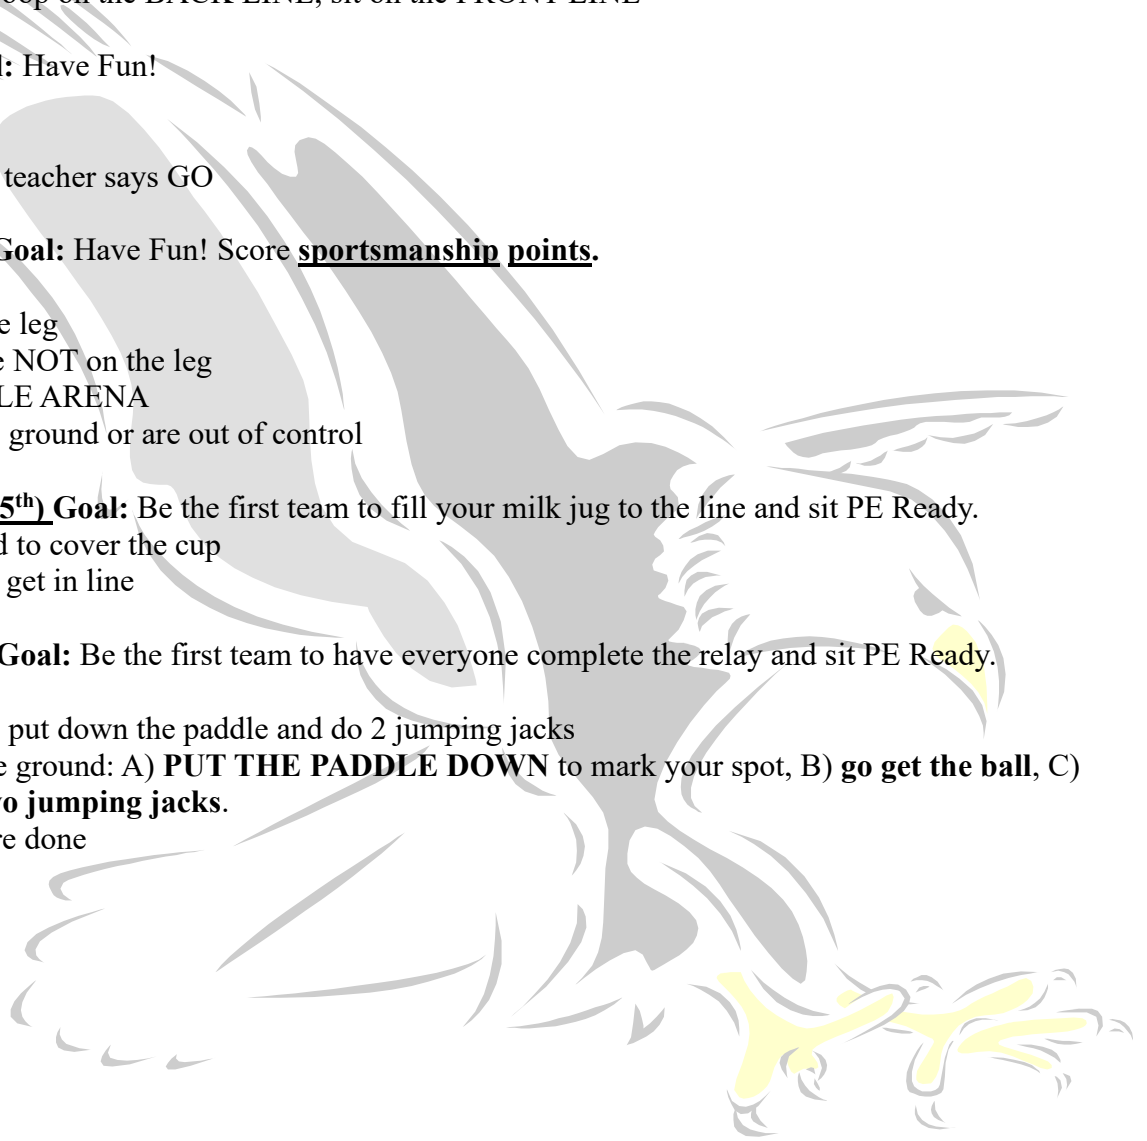 oop on the BACK LINE, sit on the FRONT LINE
l: Have Fun!
teacher says GO
Goal: Have Fun! Score sportsmanship points.
e leg
e NOT on the leg
LE ARENA
ground or are out of control
5th) Goal: Be the first team to fill your milk jug to the line and sit PE Ready.
d to cover the cup
get in line
Goal: Be the first team to have everyone complete the relay and sit PE Ready.
put down the paddle and do 2 jumping jacks
e ground: A) PUT THE PADDLE DOWN to mark your spot, B) go get the ball, C)
o jumping jacks.
re done